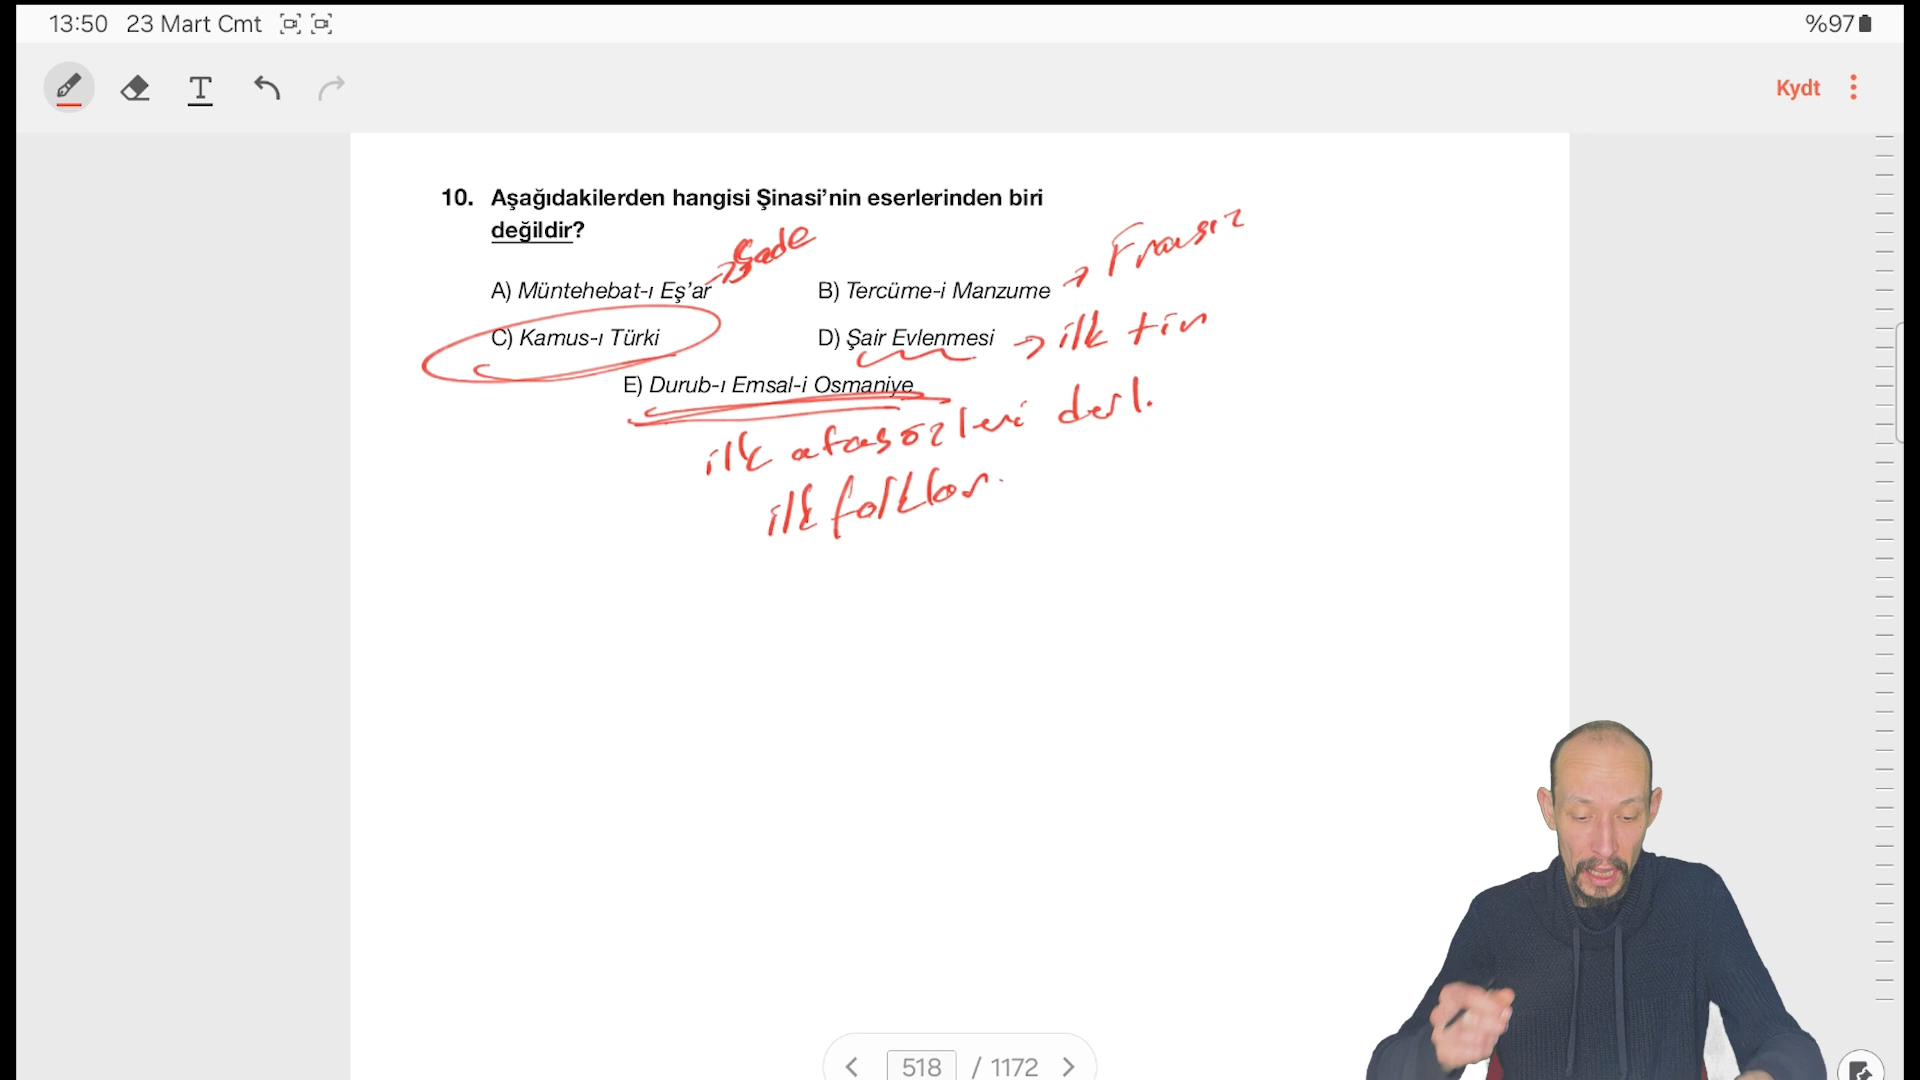 13:50 23 Mart Cmt
%97
T
Kydt
10. Aşağıdakilerden hangisi Şinasi'nin eserlerinden biri
değildir?
Sade
Fransız
A) Müntehebat-ı Eş'ar
B) Tercüme-i Manzume
C) Kamus-ı Türki
D) Şair Evlenmesi
ilk
E) Durub-ı Emsal-i Osmaniye
ilk atasözleri derl.
ilk folklor.
518 / 1172